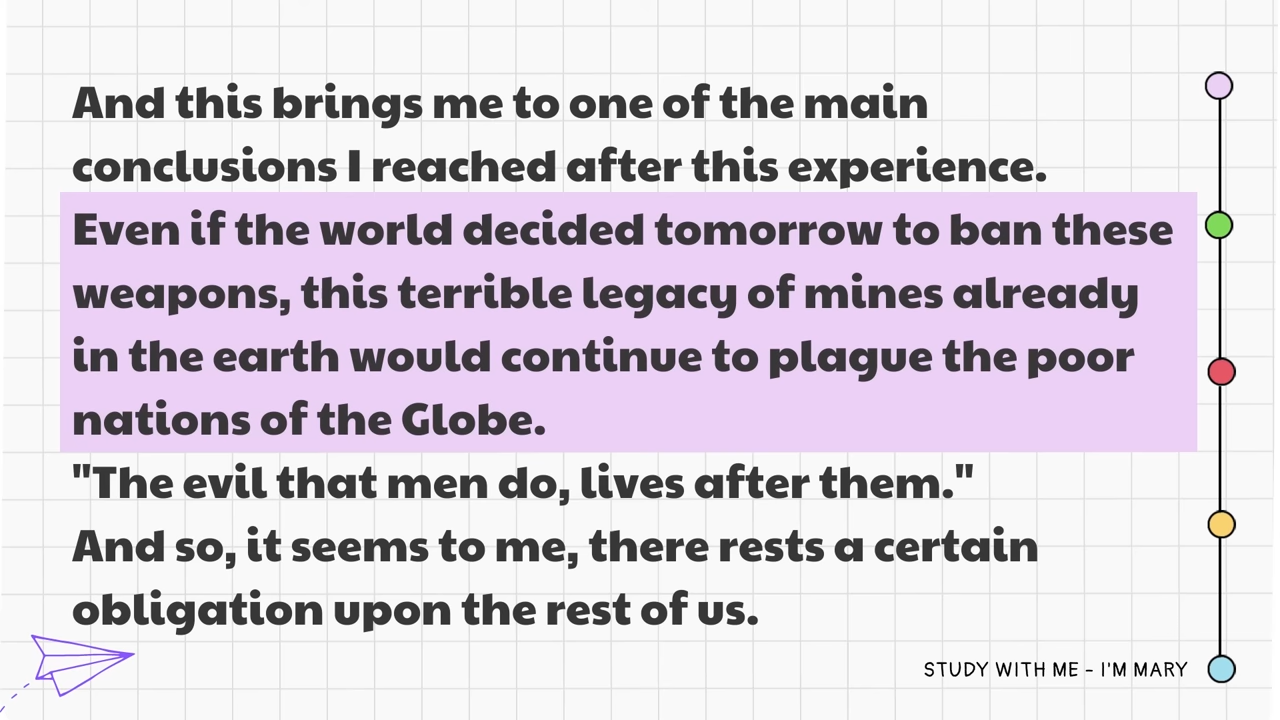 And this brings me to one of the main
conclusions I reached after this experience.
Even if the world decided tomorrow to ban these
weapons, this terrible legacy of mines already
in the earth would continue to plague the poor
nations of the Globe.
"The evil that men do, lives after them."
And so, it seems to me, there rests a certain
obligation upon the rest of us.
STUDY WITH ME - I'M MARY